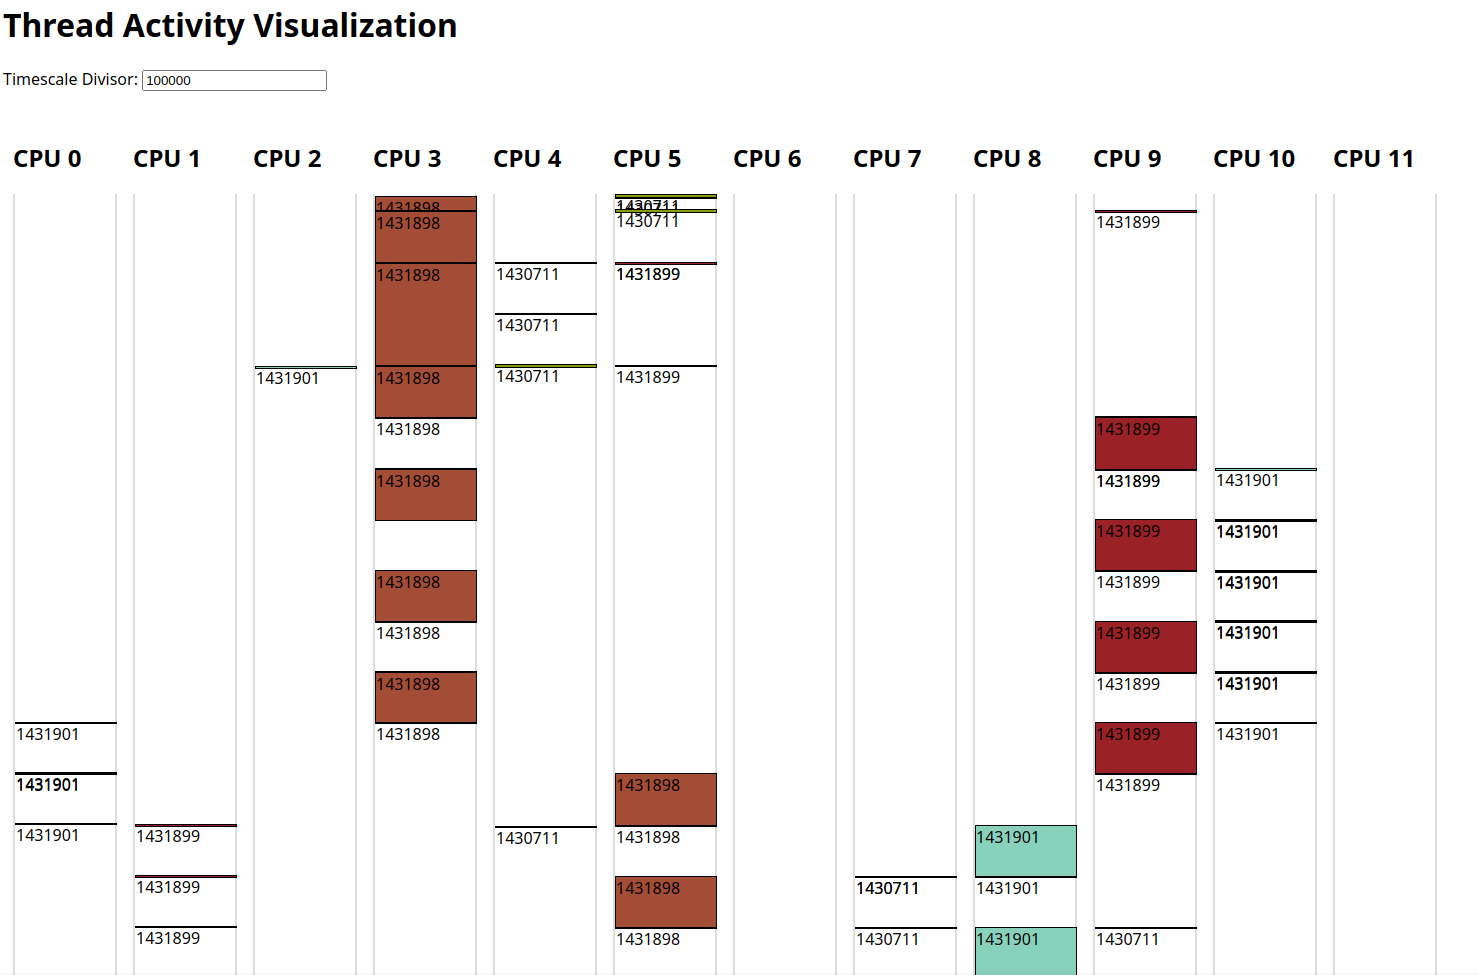 Thread Activity Visualization
Timescale Divisor: 100000
CPU 0 CPU 1 CPU 2 CPU 3 CPU 4 CPU 5 CPU 6 CPU 7 CPU 8 CPU 9 CPU 10 CPU 11
1431898 1430711
1431898 1430711 1431899
1431898 1430711 1431899
1430711
1431901 1431898 1430711 1431899
1431898 1431899
1431898 1431899 1431901
1431899 1431901
1431898 1431899 1431901
1431898 1431899 1431901
1431898 1431899 1431901
1431901 1431898 1431899 1431901
1431901 1431898 1431899
1431901 1431899 1430711 1431898 1431901
1431899 1431898 1430711 1431901
1431899 1431898 1430711 1431901 1430711